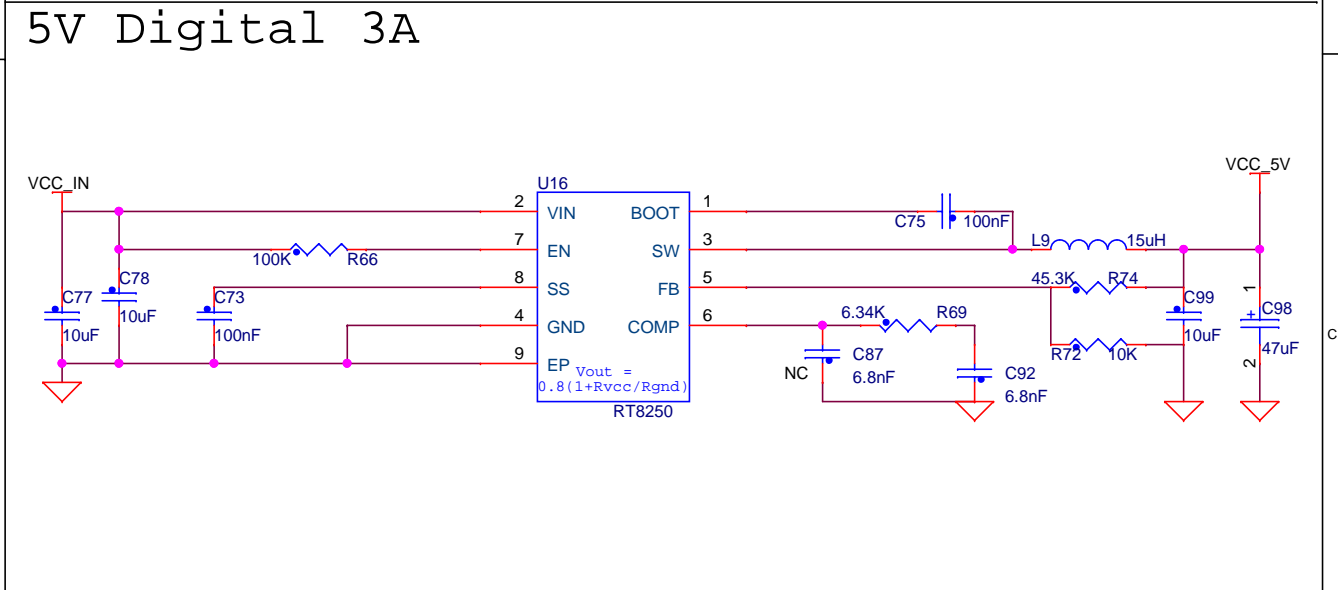 5V Digital 3A
VCC_IN
VCC_5V
U16
2 VIN BOOT 1
C75 100nF
7 EN SW 3
100K R66
L9 15uH
8 SS FB 5
45.3K R74
C77 10uF
C78 10uF
C73 100nF
C99 10uF
1
+ C98 47uF
2
4 GND COMP 6
6.34K R69
R72 10K
C87
6.8nF
NC
C92
6.8nF
9 EP
Vout =
0.8(1+Rvcc/Rgnd)
RT8250
C